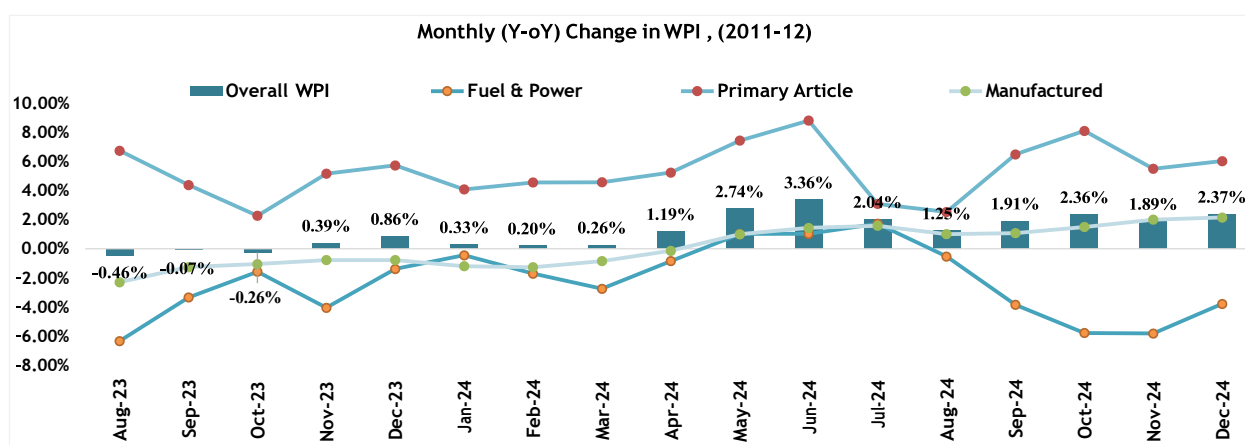 Monthly (Y-oY) Change in WPI , (2011-12)
Overall WPI Fuel & Power Primary Article Manufactured
10.00%
8.00%
6.00%
4.00%
2.00%
0.00%
-2.00%
-4.00%
-6.00%
-8.00%
-0.46%
-0.07%
-0.26%
0.39%
0.86%
0.33%
0.20%
0.26%
1.19%
2.74%
3.36%
2.04%
1.25%
1.91%
2.36%
1.89%
2.37%
Aug-23
Sep-23
Oct-23
Nov-23
Dec-23
Jan-24
Feb-24
Mar-24
Apr-24
May-24
Jun-24
Jul-24
Aug-24
Sep-24
Oct-24
Nov-24
Dec-24